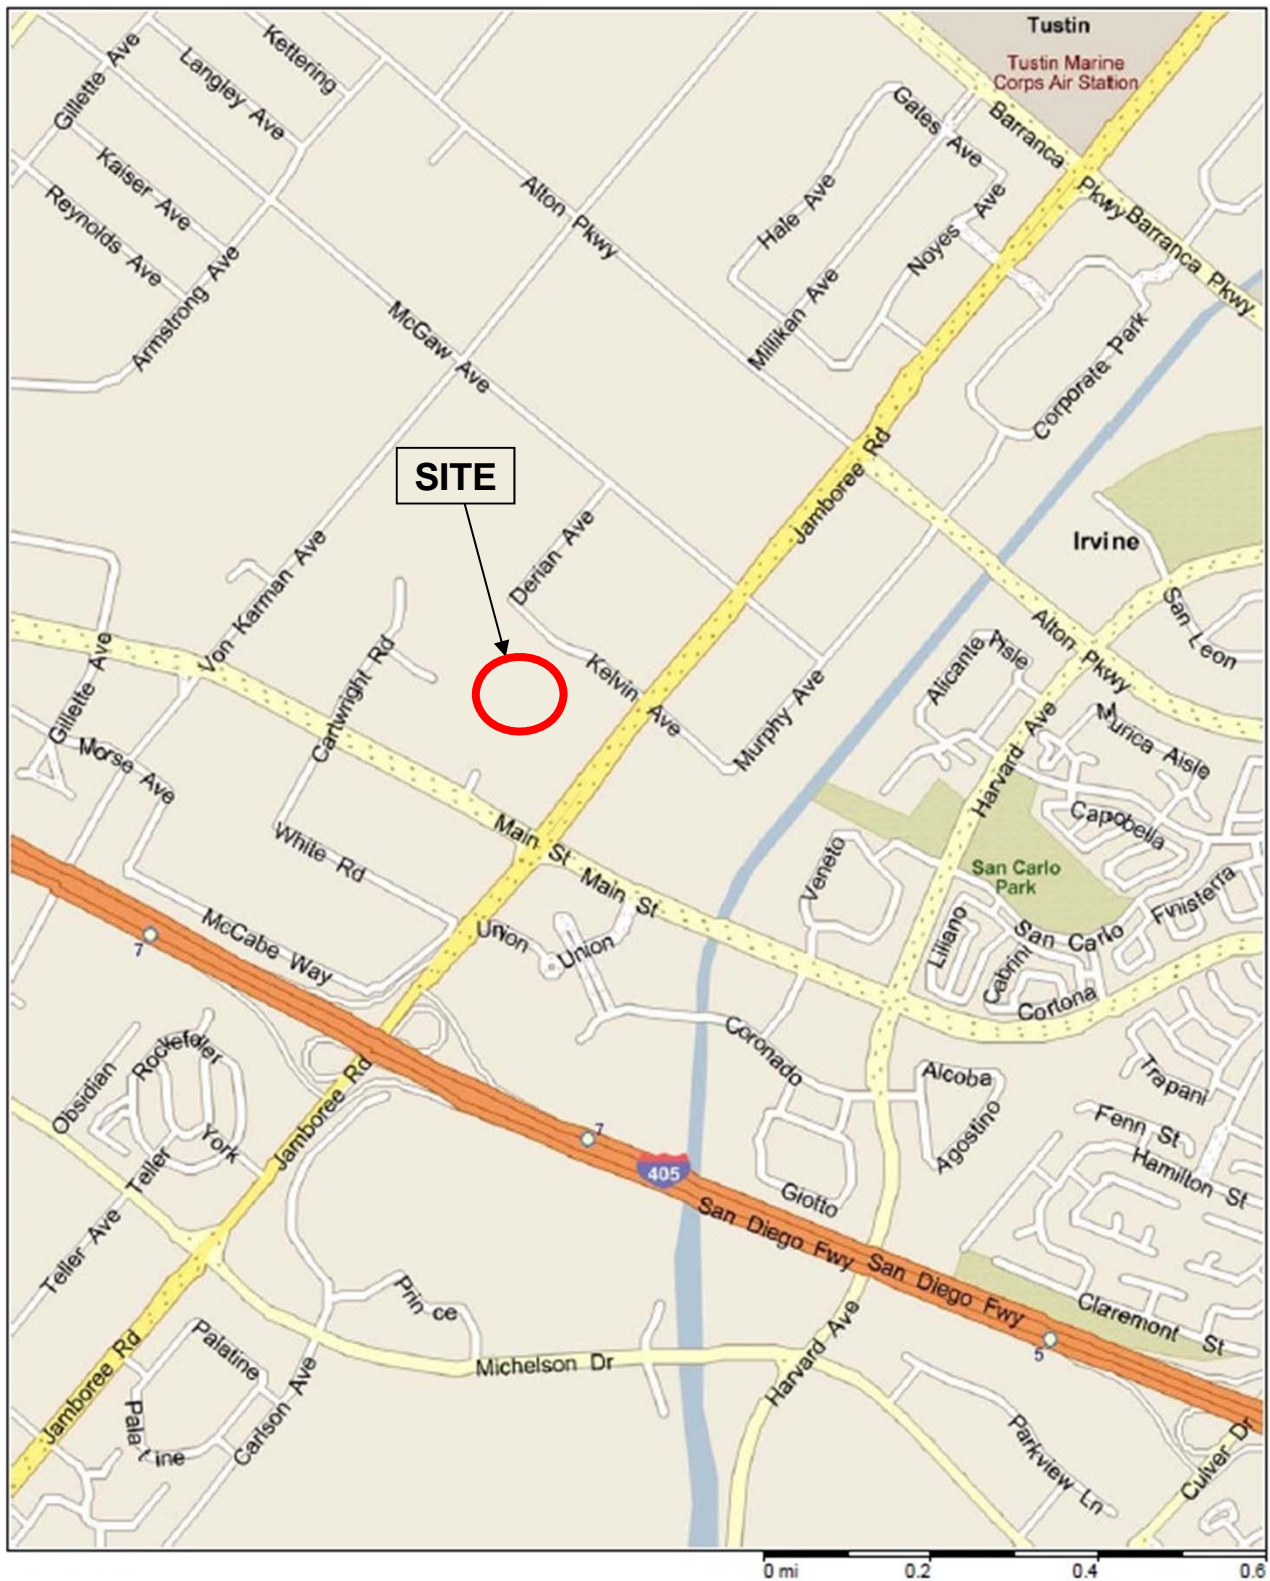 Tustin
Tustin Marine
Corps Air Station
Kettering
Gillette Ave
Langley Ave
Gates Ave
Barranca
Pkwy
Kaiser Ave
Reynolds Ave
Alton Pkwy
Hale Ave
Noyes Ave
Barranca Pkwy
Armstrong Ave
McGaw Ave
Millikan Ave
Corporate Park
SITE
Jamboree Rd
Irvine
Derian Ave
Von Karman Ave
San Leon
Alton Pkwy
Gillette Ave
Cartwright Rd
Kelvin Ave
Alicante Aisle
Murphy Ave
Harvard Ave
Murica Aisle
Morse Ave
Capobella
Main St
White Rd
Main St
Veneto
San Carlo
Park
Finisterra
McCabe Way
Union
Union
Liliano
San Carlo
Cabrini
Cortona
7
Coronado
Rockefeller
Obsidian
Jamboree Rd
Alcoba
Trapani
York
7
Agostino
Fenn St
Teller
405
Hamilton St
Teller Ave
Giotto
San Diego Fwy
San Diego Fwy
Prince
Claremont St
Palatine
Harvard Ave
5
Jamboree Rd
Michelson Dr
Carlson Ave
Palatine
Parkview Ln
Culver Dr
0 mi
0.2
0.4
0.6